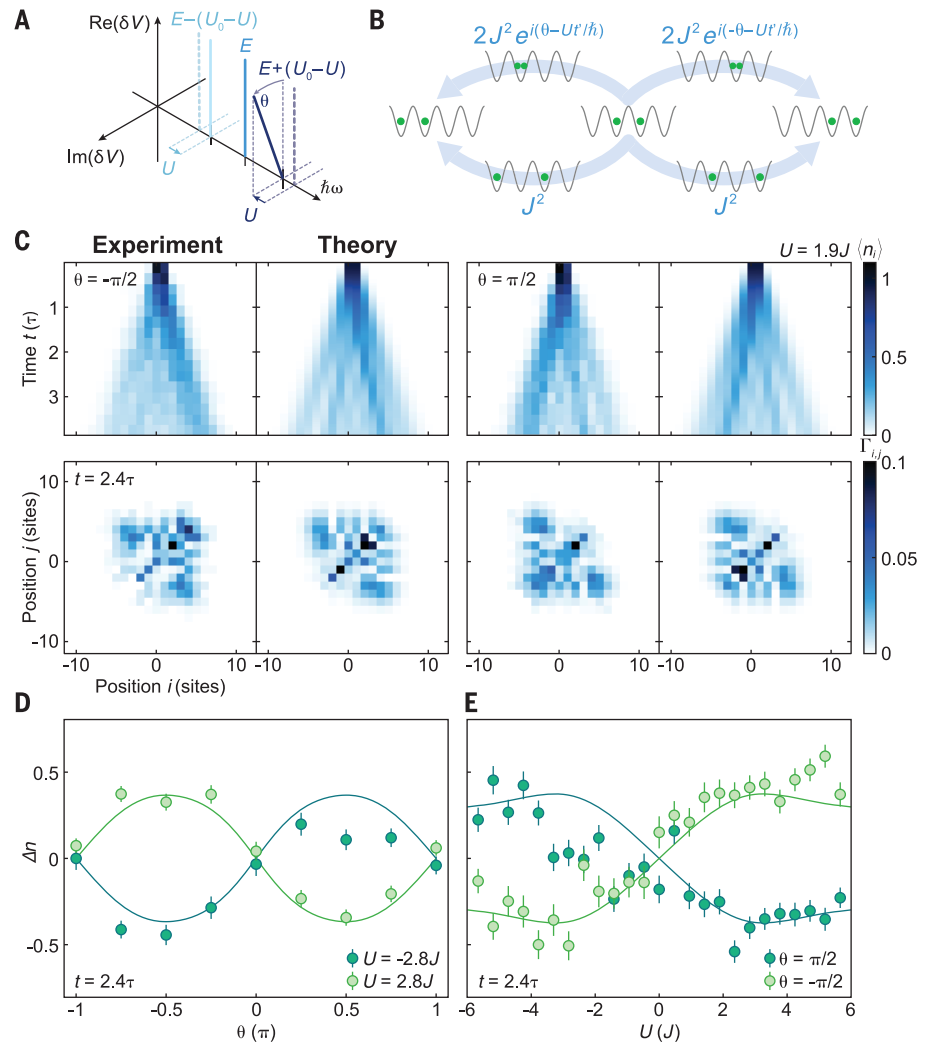 A
Re(δV)
E−(U₀−U)
E
E+(U₀−U)
θ
Im(δV)
U
U
ħω
B
2J²e^{i(θ-Ut'/ħ)}
2J²e^{i(-θ-Ut'/ħ)}
J²
J²
C
Experiment
Theory
U = 1.9J
⟨n_i⟩
θ = -π/2
θ = π/2
Time t (τ)
1
2
3
1
0.5
0
t = 2.4τ
Γ_{i,j}
Position j (sites)
10
0
-10
0.1
0.05
0
-10 0 10
-10 0 10
-10 0 10
-10 0 10
Position i (sites)
D
Δn
0.5
0
-0.5
t = 2.4τ
U = -2.8J
U = 2.8J
-1 -0.5 0 0.5 1
θ (π)
E
t = 2.4τ
θ = π/2
θ = -π/2
-6 -4 -2 0 2 4 6
U (J)